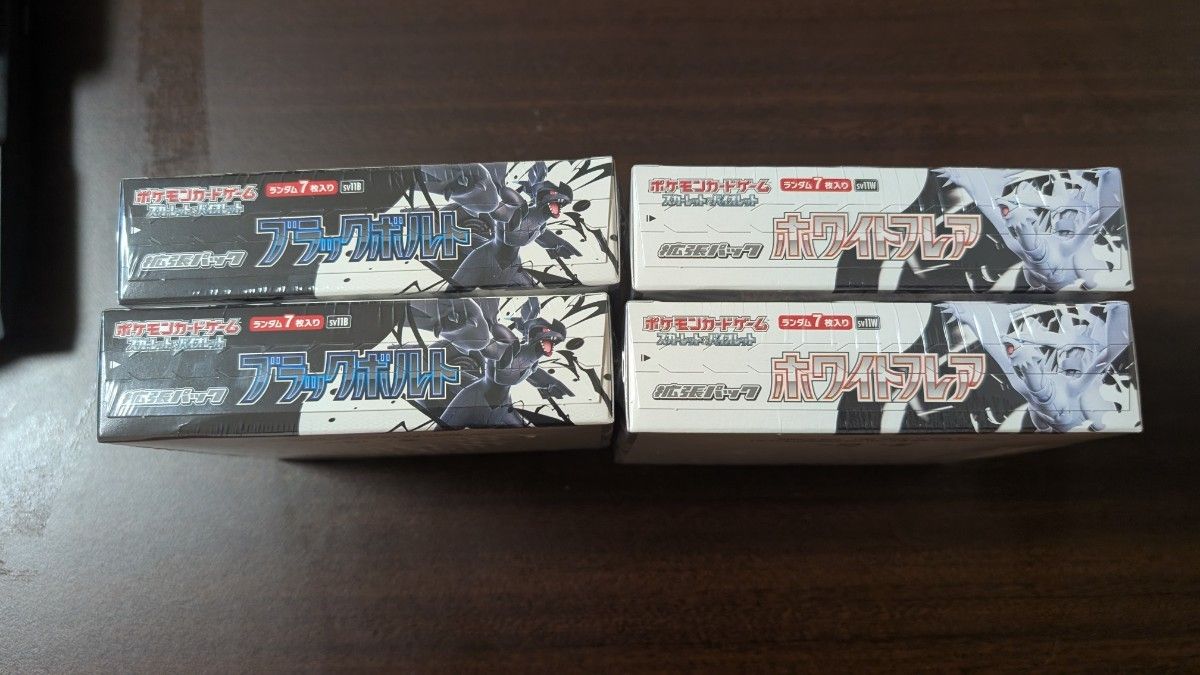 ポケモンカードゲーム
スカーレット&バイオレット
ランダム7枚入り
sv11B
拡張パック
ブラックボルト
ポケモンカードゲーム
スカーレット&バイオレット
ランダム7枚入り
sv11W
拡張パック
ホワイトフレア
ポケモンカードゲーム
スカーレット&バイオレット
ランダム7枚入り
sv11B
拡張パック
ブラックボルト
ポケモンカードゲーム
スカーレット&バイオレット
ランダム7枚入り
sv11W
拡張パック
ホワイトフレア